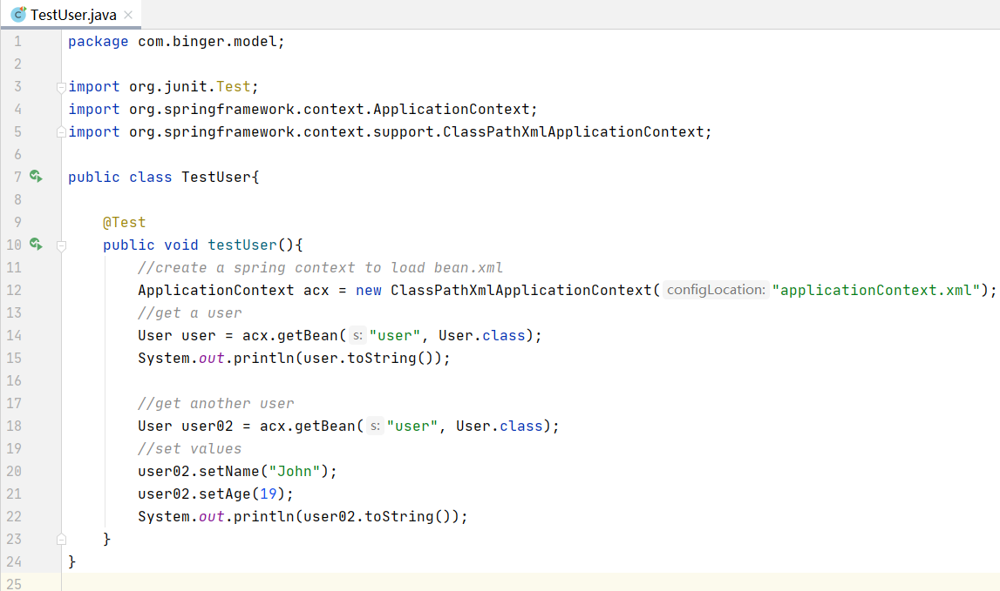 TestUser.java
1 package com.binger.model;
2
3 import org.junit.Test;
4 import org.springframework.context.ApplicationContext;
5 import org.springframework.context.support.ClassPathXmlApplicationContext;
6
7 public class TestUser{
8
9 @Test
10 public void testUser(){
11 //create a spring context to load bean.xml
12 ApplicationContext acx = new ClassPathXmlApplicationContext( configLocation: "applicationContext.xml");
13 //get a user
14 User user = acx.getBean( s: "user", User.class);
15 System.out.println(user.toString());
16
17 //get another user
18 User user02 = acx.getBean( s: "user", User.class);
19 //set values
20 user02.setName("John");
21 user02.setAge(19);
22 System.out.println(user02.toString());
23 }
24 }
25